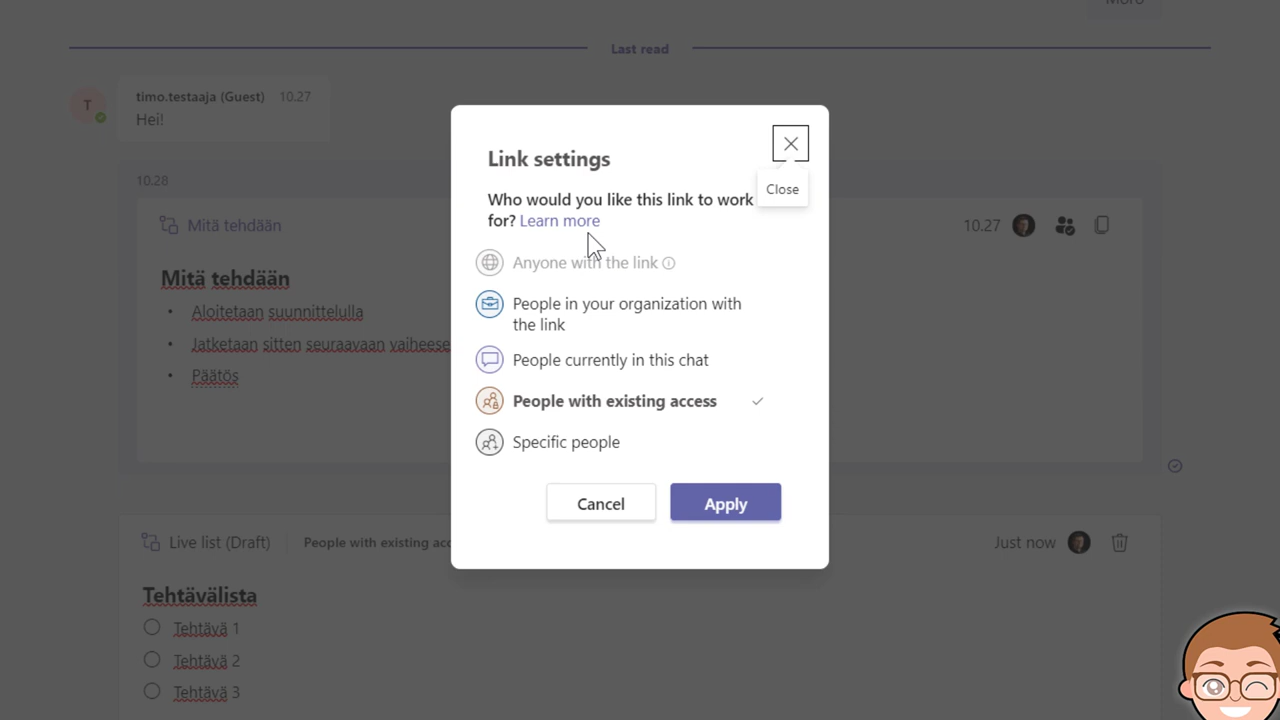 More
Last read
T
timo.testaaja (Guest) 10.27
Hei!
10.28
Mitä tehdään
10.27
Mitä tehdään
• Aloitetaan suunnittelulla
• Jatketaan sitten seuraavaan vaiheese
• Päätös
Link settings
Close
Who would you like this link to work
for? Learn more
Anyone with the link
People in your organization with
the link
People currently in this chat
People with existing access
Specific people
Cancel Apply
Live list (Draft) People with existing acc
Just now
Tehtävälista
Tehtävä 1
Tehtävä 2
Tehtävä 3